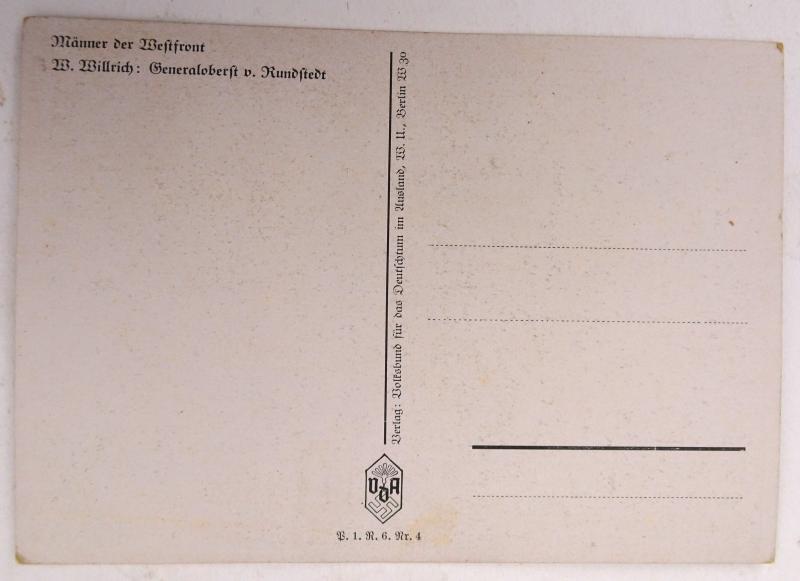 Männer der Westfront
W. Willrich: Generaloberst v. Rundstedt
Verlag: Volksbund für das Deutschtum im Ausland, W. U., Berlin W 30
VDA
P. 1. R. 6. Nr. 4